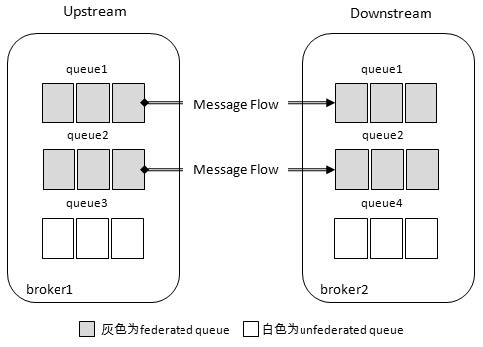 Upstream
Downstream
queue1
queue1
Message Flow
queue2
queue2
Message Flow
queue3
queue4
broker1
broker2
灰色为federated queue
白色为unfederated queue